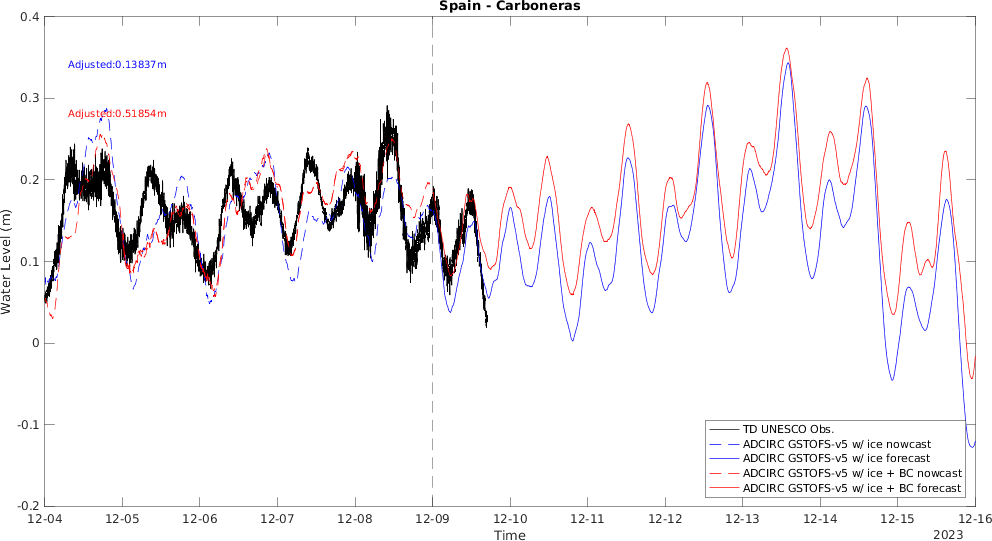 Spain - Carboneras
0.4
0.3
0.2
0.1
0
-0.1
-0.2
Water Level (m)
Adjusted:0.13837m
Adjusted:0.51854m
TD UNESCO Obs.
ADCIRC GSTOFS-v5 w/ ice nowcast
ADCIRC GSTOFS-v5 w/ ice forecast
ADCIRC GSTOFS-v5 w/ ice + BC nowcast
ADCIRC GSTOFS-v5 w/ ice + BC forecast
12-04 12-05 12-06 12-07 12-08 12-09 12-10 12-11 12-12 12-13 12-14 12-15 12-16
Time
2023